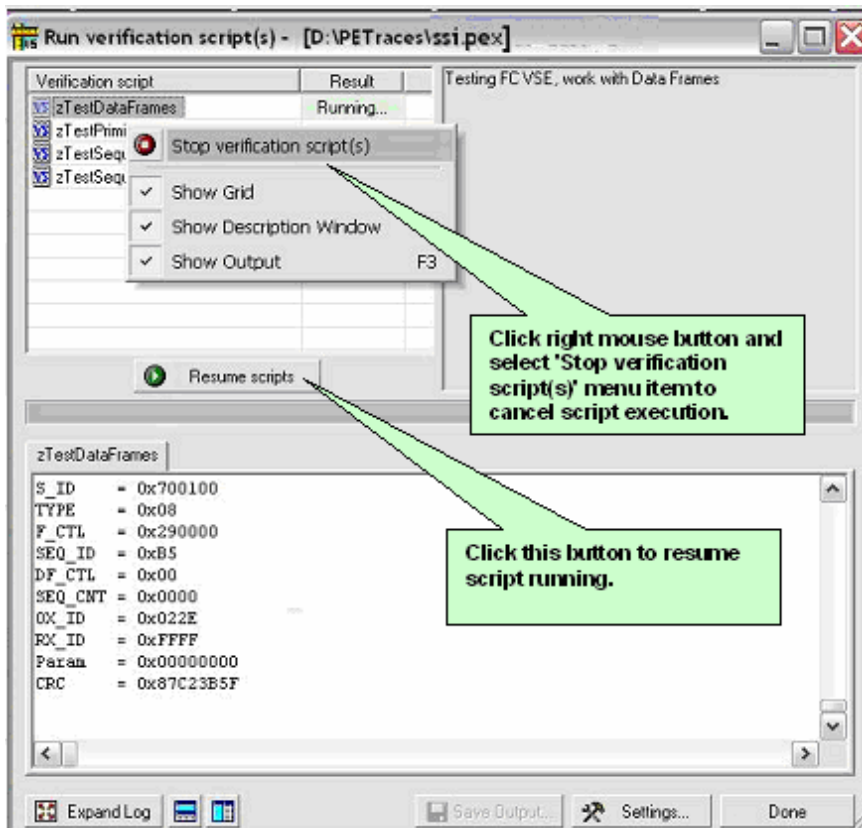 Run verification script(s) - [D:\PETraces\ssi.pex]
Verification script Result
zTestDataFrames Running...
zTestPrimi
zTestSequ
zTestSequ
Testing FC VSE, work with Data Frames
Stop verification script(s)
Show Grid
Show Description Window
Show Output F3
Click right mouse button and
select 'Stop verification
script(s)' menu item to
cancel script execution.
Resume scripts
zTestDataFrames
S_ID = 0x700100
TYPE = 0x08
F_CTL = 0x290000
SEQ_ID = 0xB5
DF_CTL = 0x00
SEQ_CNT = 0x0000
OX_ID = 0x022E
RX_ID = 0xFFFF
Param = 0x00000000
CRC = 0x87C23B5F
Click this button to resume
script running.
Expand Log
Save Output...
Settings...
Done